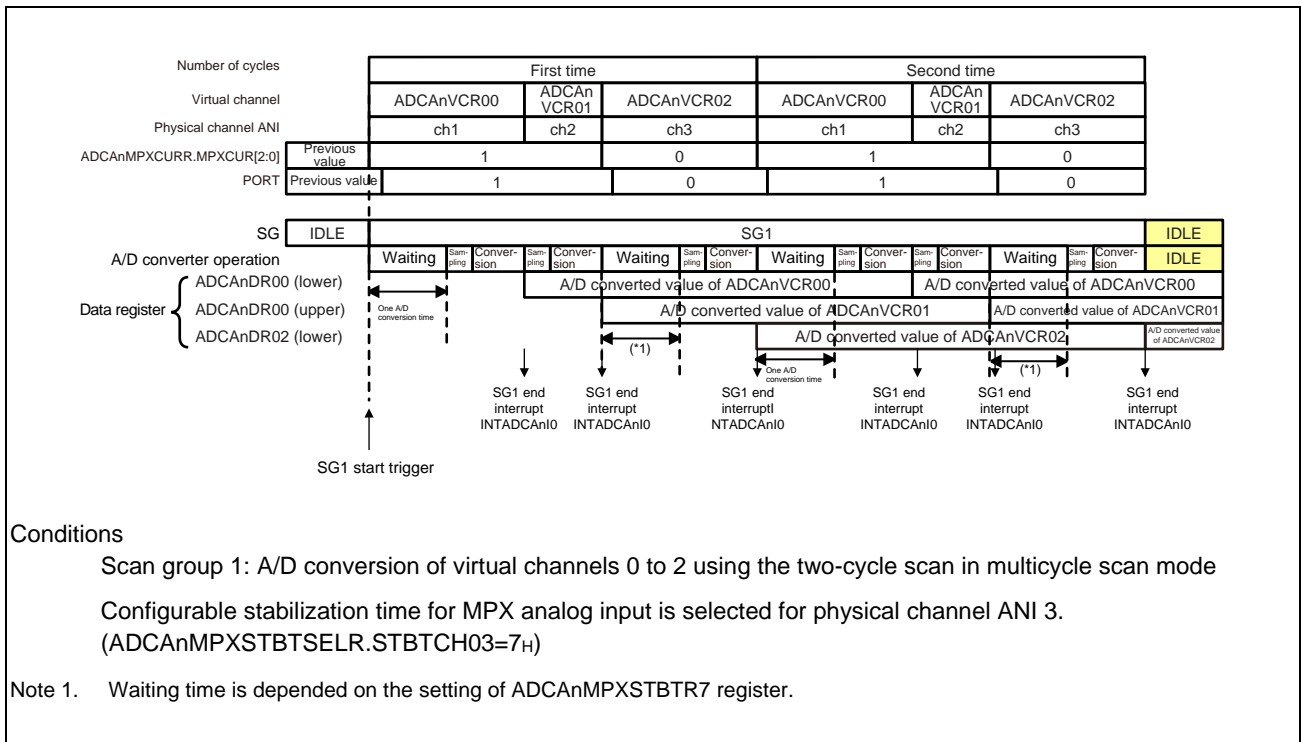 Number of cycles First time Second time
Virtual channel ADCAnVCR00 ADCAn VCR01 ADCAnVCR02 ADCAnVCR00 ADCAn VCR01 ADCAnVCR02
Physical channel ANI ch1 ch2 ch3 ch1 ch2 ch3
ADCAnMPXCURR.MPXCUR[2:0] Previous value 1 0 1 0
PORT Previous value 1 0 1 0
SG IDLE SG1 IDLE
A/D converter operation Waiting Sam-pling Conver-sion Sam-pling Conver-sion Waiting Sam-pling Conver-sion Waiting Sam-pling Conver-sion Sam-pling Conver-sion Waiting Sam-pling Conver-sion IDLE
Data register
ADCAnDR00 (lower) A/D converted value of ADCAnVCR00 A/D converted value of ADCAnVCR00
ADCAnDR00 (upper) A/D converted value of ADCAnVCR01 A/D converted value of ADCAnVCR01
ADCAnDR02 (lower) A/D converted value of ADCAnVCR02 A/D converted value of ADCAnVCR02
One A/D conversion time (*1) One A/D conversion time (*1)
SG1 end SG1 end SG1 end SG1 end SG1 end SG1 end
interrupt interrupt interruptI interrupt interrupt interrupt
INTADCAnI0 INTADCAnI0 NTADCAnI0 INTADCAnI0 INTADCAnI0 INTADCAnI0
SG1 start trigger
Conditions
Scan group 1: A/D conversion of virtual channels 0 to 2 using the two-cycle scan in multicycle scan mode
Configurable stabilization time for MPX analog input is selected for physical channel ANI 3.
(ADCAnMPXSTBTSELR.STBTCH03=7H)
Note 1. Waiting time is depended on the setting of ADCAnMPXSTBTR7 register.